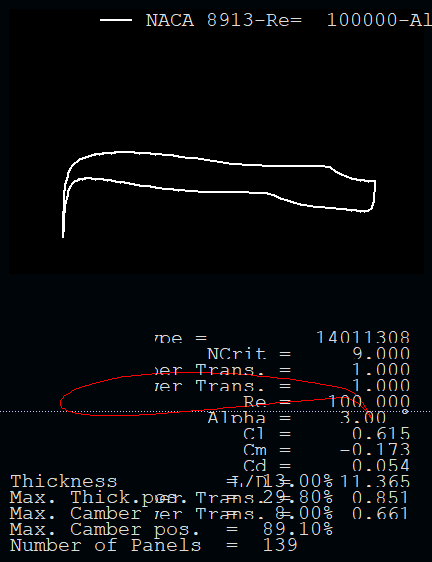 NACA 8913-Re= 100000-Al
ype = 14011308
NCrit = 9.000
per Trans. = 1.000
wer Trans. = 1.000
Re = 100 000
Alpha = 3.00 °
Cl = 0.615
Cm = -0.173
Cd = 0.054
Thickness = 13.00%
L/D = 11.365
Max. Thick.pos. = 29.80%
per Trans. = 0.851
Max. Camber = 8.00%
wer Trans. = 0.661
Max. Camber pos. = 89.10%
Number of Panels = 139